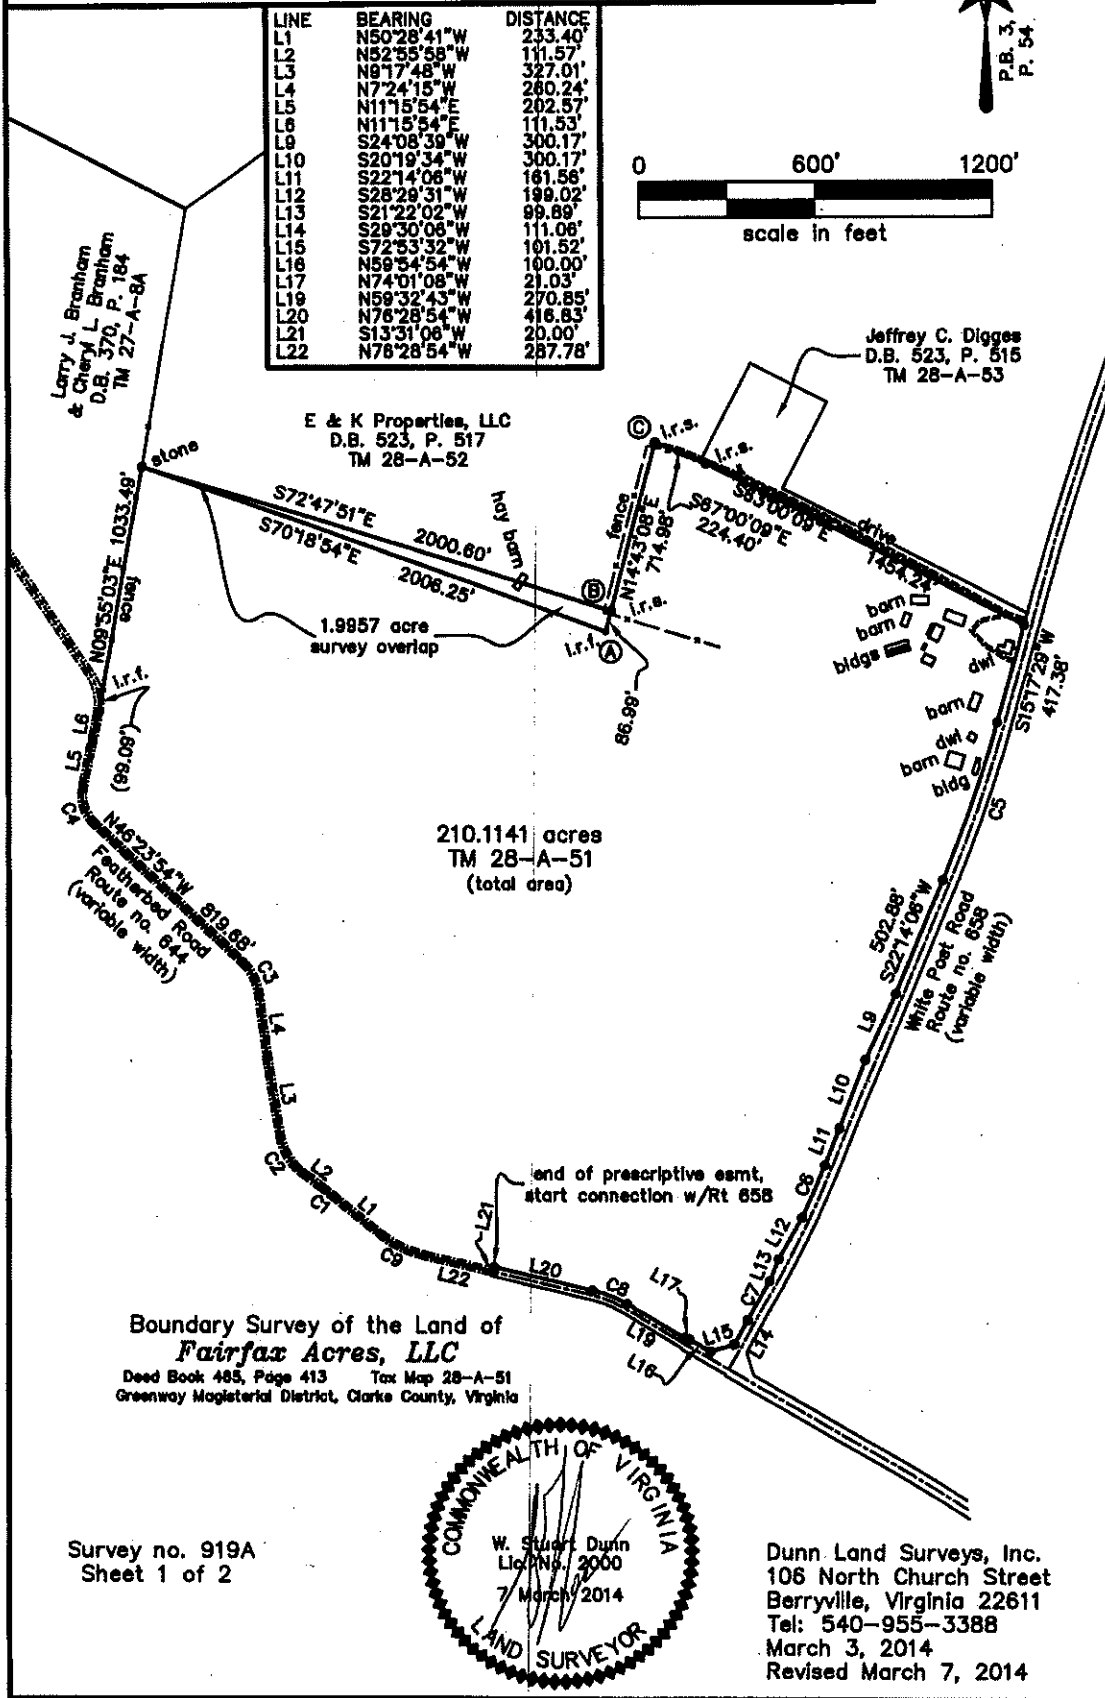 LINE BEARING DISTANCE
L1 N50°28'41"W 233.40'
L2 N52°55'58"W 111.57'
L3 N9°17'48"W 327.01'
L4 N7°24'15"W 260.24'
L5 N11°15'54"E 202.57'
L6 N11°15'54"E 111.53'
L9 S24°08'39"W 300.17'
L10 S20°19'34"W 300.17'
L11 S22°14'06"W 161.56'
L12 S28°29'31"W 199.02'
L13 S21°22'02"W 99.89'
L14 S29°30'06"W 111.06'
L15 S72°53'32"W 101.52'
L16 N59°54'54"W 100.00'
L17 N74°01'08"W 21.03'
L19 N59°32'43"W 270.85'
L20 N76°28'54"W 416.83'
L21 S13°31'06"W 20.00'
L22 N76°28'54"W 287.78'
P.B. 3,
P. 54
0 600' 1200'
scale in feet
Larry J. Branham
& Cheryl L. Branham
D.B. 370, P. 184
TM 27-A-8A
Jeffrey C. Digges
D.B. 523, P. 515
TM 28-A-53
E & K Properties, LLC
D.B. 523, P. 517
TM 28-A-52
stone
C
i.r.s.
i.r.s.
fence
N14°43'08"E
714.98'
S67°00'09"E
224.40'
S63°00'09"E
drive
1454.24'
S72°47'51"E
2000.60'
S70°18'54"E
2006.25'
hay barn
N09°55'03"E 1033.49'
fence
1.9957 acre
survey overlap
B
i.r.s.
i.r.f.
A
86.99'
barn
barn
bldgs
dwl
S15°17'29"W
417.38'
barn
dwl
barn
bldg
C5
i.r.f.
(99.09')
L6
L5
C4
N46°23'54"W 819.68'
Featherbed Road
Route no. 644
(variable width)
210.1141 acres
TM 28-A-51
(total area)
502.88'
S22°14'06"W
White Post Road
Route no. 658
(variable width)
C3
L4
L3
C2
L2
C1
L1
C9
L22
L21
end of prescriptive esmt,
start connection w/Rt 658
L20
C8
L19
L17
L16
L15
L14
C7
L13
L12
C6
L11
L10
L9
Boundary Survey of the Land of
Fairfax Acres, LLC
Deed Book 485, Page 413 Tax Map 28-A-51
Greenway Magisterial District, Clarke County, Virginia
COMMONWEALTH OF VIRGINIA
W. Stuart Dunn
Lic. No. 2000
7 March 2014
LAND SURVEYOR
Survey no. 919A
Sheet 1 of 2
Dunn Land Surveys, Inc.
106 North Church Street
Berryville, Virginia 22611
Tel: 540-955-3388
March 3, 2014
Revised March 7, 2014